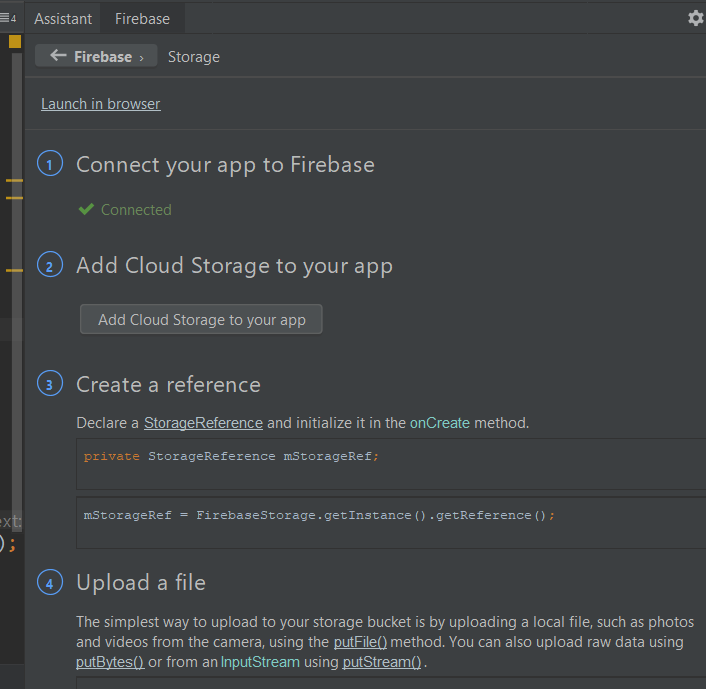 4 Assistant Firebase
← Firebase › Storage
Launch in browser
1 Connect your app to Firebase
Connected
2 Add Cloud Storage to your app
Add Cloud Storage to your app
3 Create a reference
Declare a StorageReference and initialize it in the onCreate method.
private StorageReference mStorageRef;
mStorageRef = FirebaseStorage.getInstance().getReference();
ext:
);
4 Upload a file
The simplest way to upload to your storage bucket is by uploading a local file, such as photos
and videos from the camera, using the putFile() method. You can also upload raw data using
putBytes() or from an InputStream using putStream().